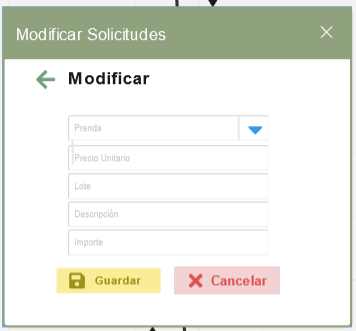 Modificar Solicitudes
Modificar
Prenda
Precio Unitario
Lote
Descripción
Importe
Guardar
Cancelar